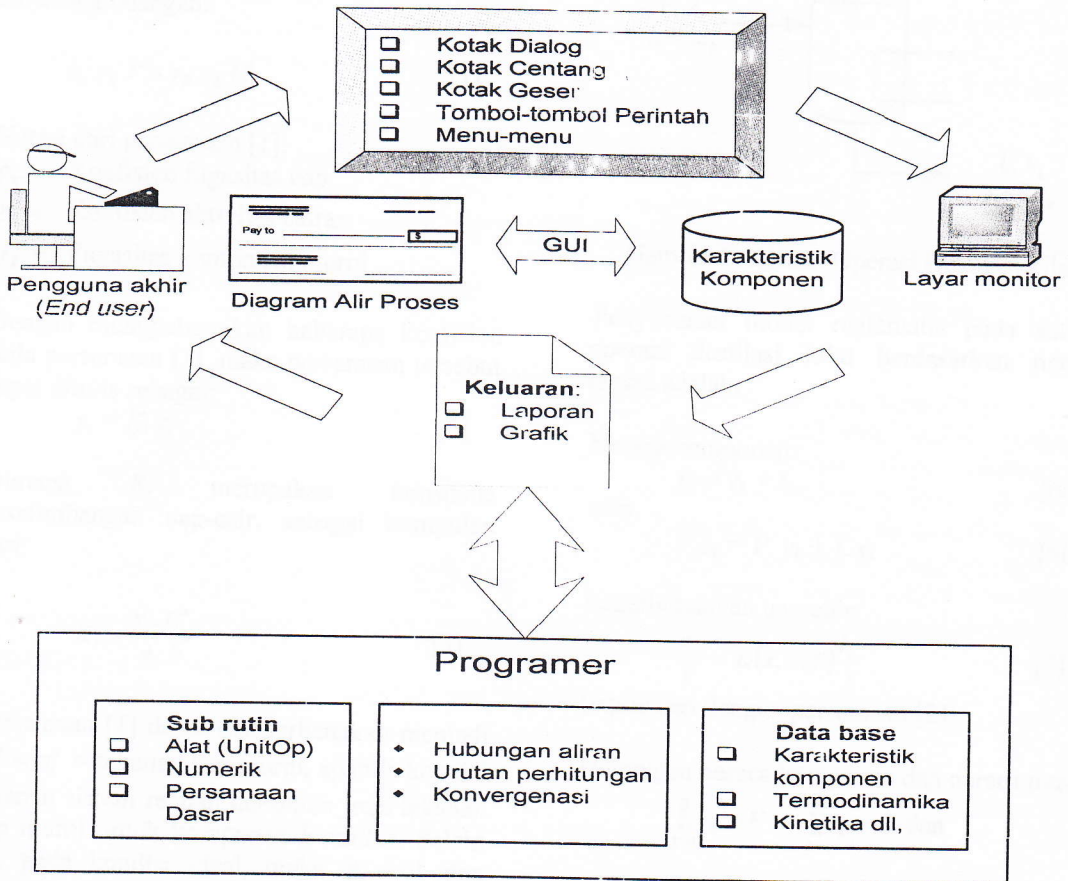 Kotak Dialog
Kotak Centang
Kotak Geser
Tombol-tombol Perintah
Menu-menu
Pengguna akhir
(End user)
Pay to
$
Diagram Alir Proses
GUI
Karakteristik
Komponen
Layar monitor
Keluaran:
Laporan
Grafik
Programer
Sub rutin
Alat (UnitOp)
Numerik
Persamaan
Dasar
Hubungan aliran
Urutan perhitungan
Konvergenasi
Data base
Karakteristik
komponen
Termodinamika
Kinetika dll,